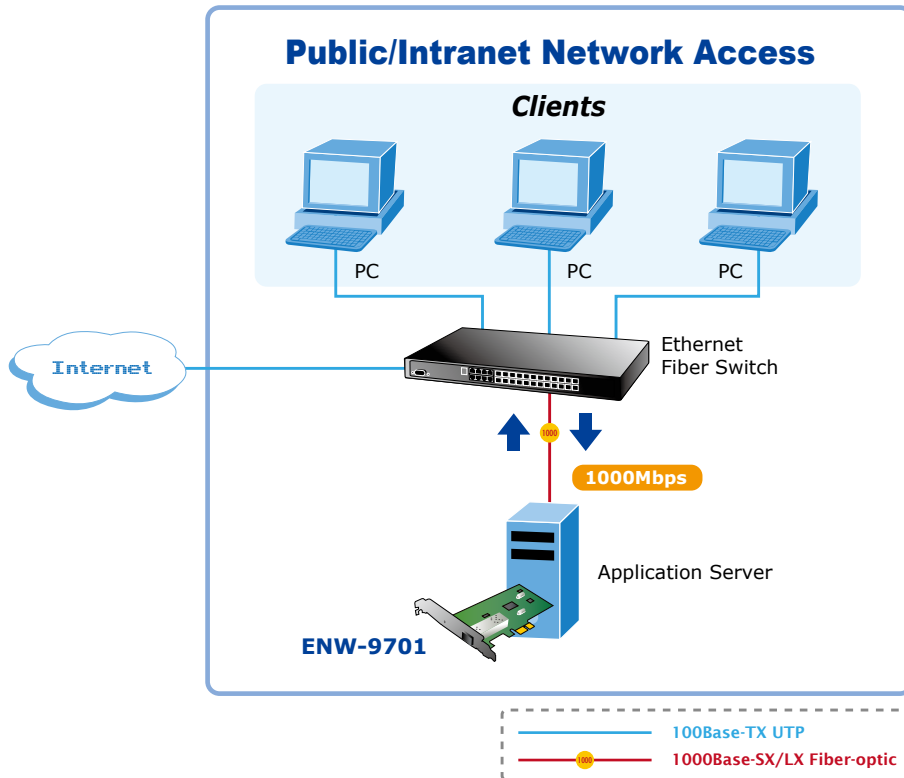 Public/Intranet Network Access
Clients
PC
PC
PC
Internet
Ethernet
Fiber Switch
1000
1000Mbps
Application Server
ENW-9701
100Base-TX UTP
1000
1000Base-SX/LX Fiber-optic